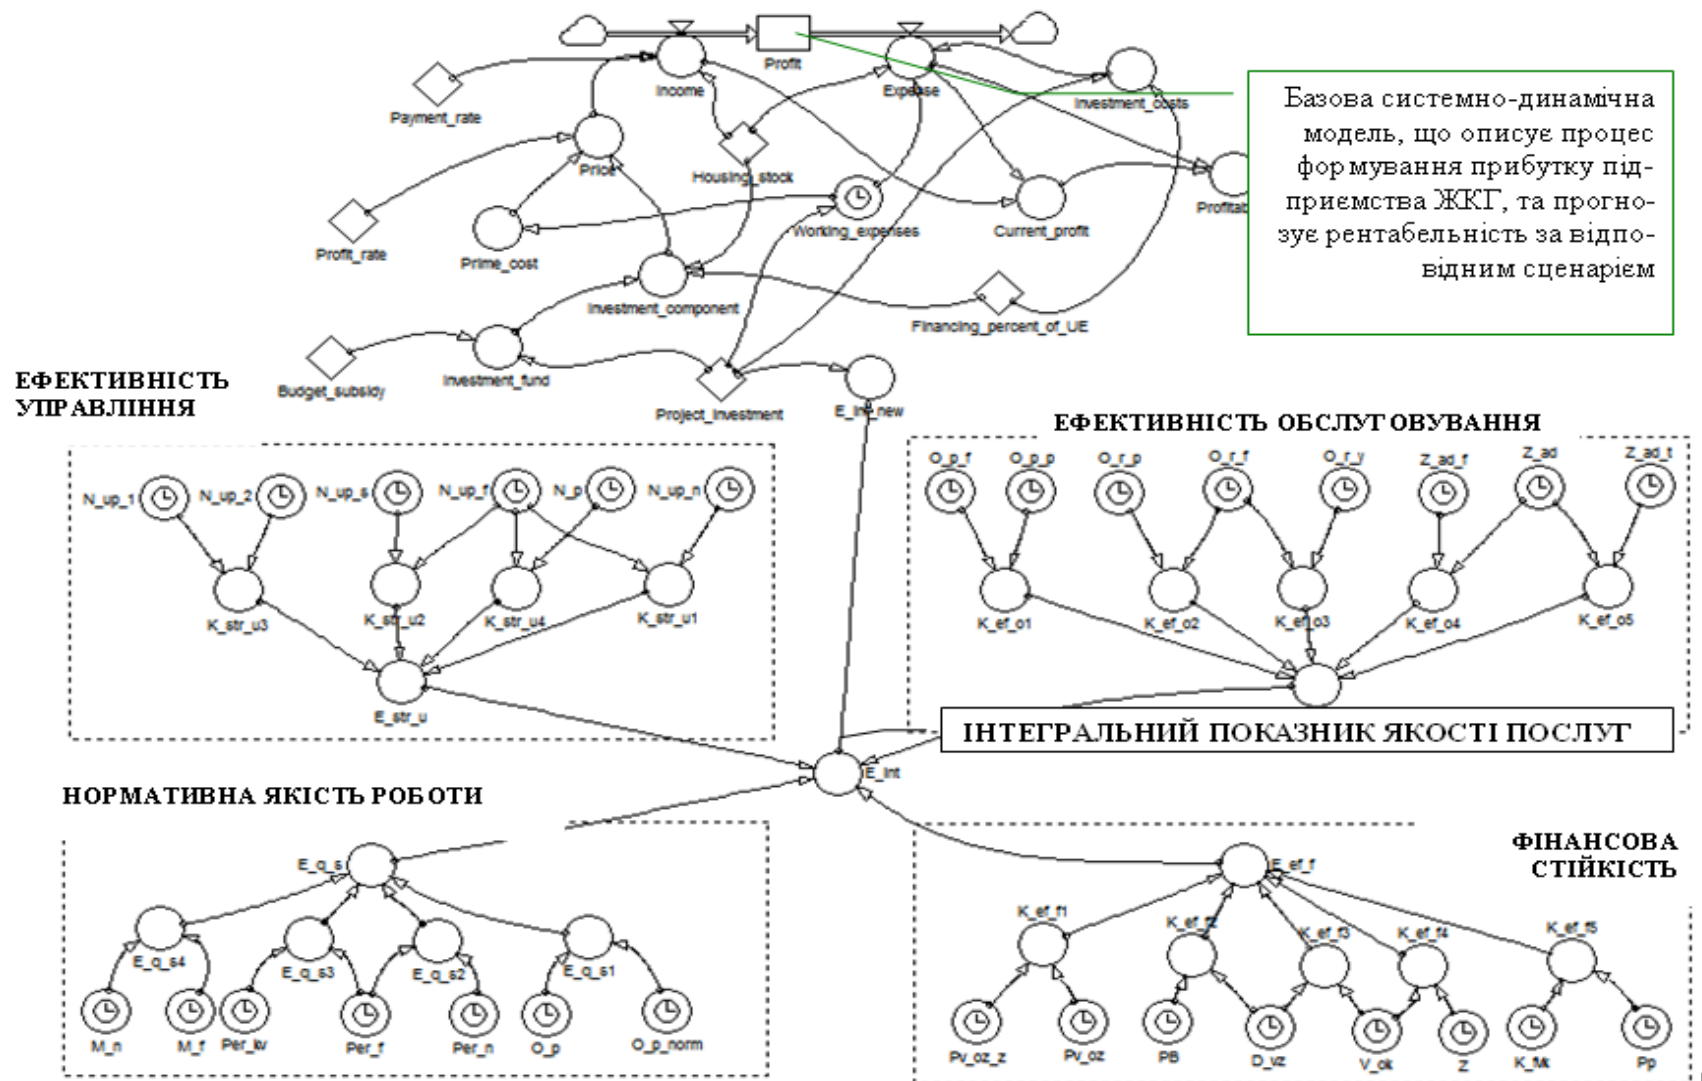 Profit
Income
Expense
Investment_costs
Payment_rate
Price
Housing_stock
Working_expenses
Current_profit
Profitab
Profit_rate
Prime_cost
Investment_component
Financing_percent_of_UE
Budget_subsidy
Investment_fund
Project_Investment
E_int_new
Базова системно-динамічна
модель, що описує процес
формування прибутку під-
приємства ЖКГ, та прогно-
зує рентабельність за відпо-
відним сценарієм
ЕФЕКТИВНІСТЬ
УПРАВЛІННЯ
N_up_1
N_up_2
N_up_s
N_up_f
N_p
N_up_n
K_str_u3
K_str_u2
K_str_u4
K_str_u1
E_str_u
ЕФЕКТИВНІСТЬ ОБСЛУГОВУВАННЯ
O_p_f
O_p_p
O_r_p
O_r_f
O_r_y
Z_ad_f
Z_ad
Z_ad_t
K_ef_o1
K_ef_o2
K_ef_o3
K_ef_o4
K_ef_o5
ІНТЕГРАЛЬНИЙ ПОКАЗНИК ЯКОСТІ ПОСЛУГ
E_int
НОРМАТИВНА ЯКІСТЬ РОБОТИ
E_q_s
E_q_s4
E_q_s3
E_q_s2
E_q_s1
M_n
M_f
Per_kv
Per_f
Per_n
O_p
O_p_norm
ФІНАНСОВА
СТІЙКІСТЬ
E_ef_f
K_ef_f1
K_ef_f2
K_ef_f3
K_ef_f4
K_ef_f5
Pv_oz_z
Pv_oz
PB
D_vz
V_ok
Z
K_fvk
Pp